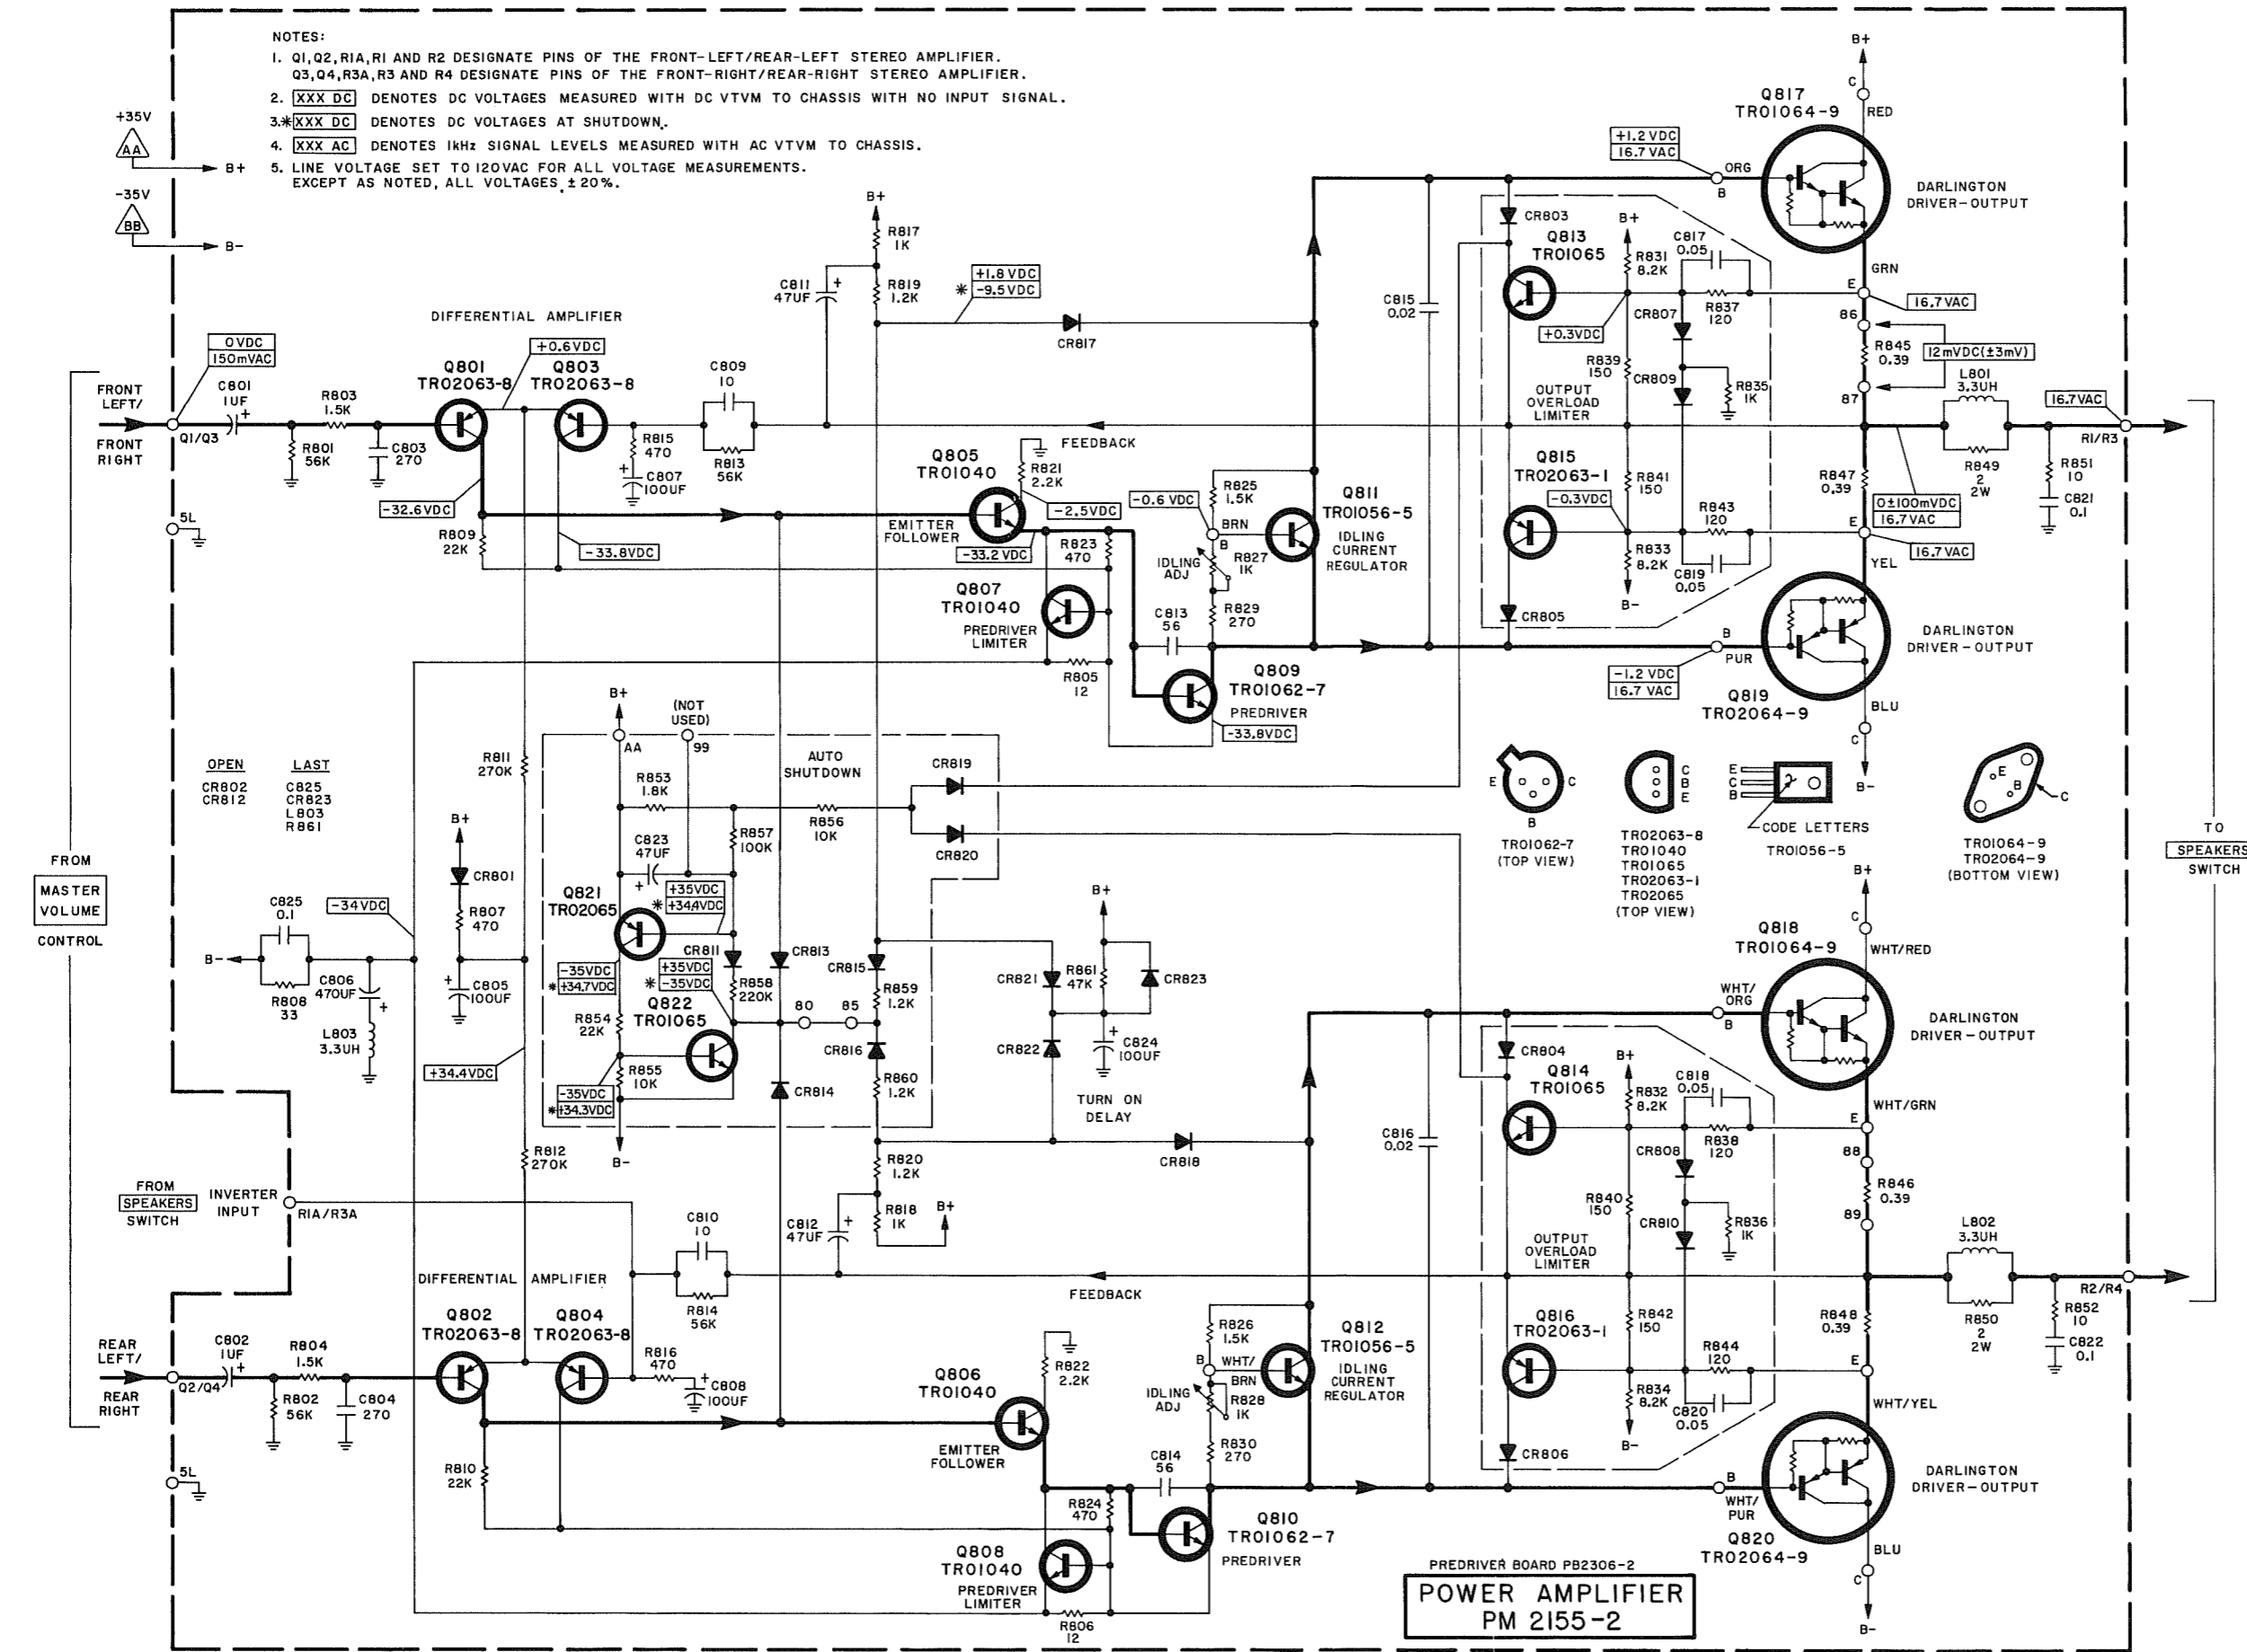 NOTES:
1. Q1,Q2,R1A,R1 AND R2 DESIGNATE PINS OF THE FRONT-LEFT/REAR-LEFT STEREO AMPLIFIER.
Q3,Q4,R3A,R3 AND R4 DESIGNATE PINS OF THE FRONT-RIGHT/REAR-RIGHT STEREO AMPLIFIER.
2. XXX DC DENOTES DC VOLTAGES MEASURED WITH DC VTVM TO CHASSIS WITH NO INPUT SIGNAL.
3.*XXX DC DENOTES DC VOLTAGES AT SHUTDOWN.
4. XXX AC DENOTES 1kHz SIGNAL LEVELS MEASURED WITH AC VTVM TO CHASSIS.
5. LINE VOLTAGE SET TO 120VAC FOR ALL VOLTAGE MEASUREMENTS.
EXCEPT AS NOTED, ALL VOLTAGES, ±20%.
+35V
AA
B+
-35V
BB
B-
B+
R817
1K
C811
47UF
+
R819
1.2K
+1.8 VDC
* -9.5VDC
CR817
DIFFERENTIAL AMPLIFIER
0VDC
150mVAC
+0.6VDC
Q801
TR02063-8
Q803
TR02063-8
C809
10
FRONT
LEFT/
FRONT
RIGHT
C801
1UF
+
R803
1.5K
Q1/Q3
R801
56K
C803
270
R815
470
+
C807
100UF
R813
56K
FEEDBACK
5L
-32.6VDC
R809
22K
-33.8VDC
Q805
TR01040
R821
2.2K
-2.5VDC
EMITTER
FOLLOWER
-33.2 VDC
R823
470
Q807
TR01040
PREDRIVER
LIMITER
R805
12
-0.6 VDC
R825
1.5K
BRN
B
IDLING
ADJ
R827
1K
R829
270
Q811
TR01056-5
IDLING
CURRENT
REGULATOR
C813
56
Q809
TR01062-7
PREDRIVER
-33.8VDC
C815
0.02
CR803
Q813
TR01065
B+
R831
8.2K
C817
0.05
R837
120
+0.3VDC
CR807
R839
150
CR809
R835
1K
OUTPUT
OVERLOAD
LIMITER
Q815
TR02063-1
-0.3VDC
R841
150
R843
120
R833
8.2K
C819
0.05
B-
CR805
+1.2 VDC
16.7 VAC
ORG
B
Q817
TR01064-9
B+
C
RED
DARLINGTON
DRIVER-OUTPUT
GRN
E
16.7 VAC
86
R845
0.39
12mVDC(±3mV)
87
L801
3.3UH
16.7VAC
R1/R3
R849
2
2W
R851
10
C821
0.1
R847
0.39
0±100mVDC
16.7 VAC
E
16.7 VAC
YEL
DARLINGTON
DRIVER-OUTPUT
B
PUR
-1.2 VDC
16.7 VAC
Q819
TR02064-9
BLU
C
B-
FROM
MASTER
VOLUME
CONTROL
TO
SPEAKERS
SWITCH
OPEN
CR802
CR812
LAST
C825
CR823
L803
R861
C825
0.1
B-
R808
33
-34VDC
C806
470UF
+
L803
3.3UH
B+
CR801
R807
470
+
C805
100UF
R811
270K
+34.4VDC
R812
270K
B+
(NOT
USED)
AA
99
AUTO
SHUTDOWN
R853
1.8K
R856
10K
R857
100K
C823
47UF
+
Q821
TR02065
+35VDC
* +34.4VDC
CR811
+35VDC
* -35VDC
-35VDC
* +34.7VDC
R858
220K
Q822
TR01065
R854
22K
R855
10K
-35VDC
*+34.3VDC
B-
CR813
80
85
CR814
CR815
R859
1.2K
CR816
R860
1.2K
CR819
CR820
B+
CR821
R861
47K
CR823
CR822
+
C824
100UF
TURN ON
DELAY
CR818
R820
1.2K
R818
1K
B+
C812
47UF
+
E
C
B
TR01062-7
(TOP VIEW)
C
B
E
TR02063-8
TR01040
TR01065
TR02063-1
TR02065
(TOP VIEW)
E
C
B
CODE LETTERS
TR01056-5
E
B
C
TR01064-9
TR02064-9
(BOTTOM VIEW)
FROM
SPEAKERS
SWITCH
INVERTER
INPUT
R1A/R3A
DIFFERENTIAL AMPLIFIER
C810
10
R814
56K
FEEDBACK
Q802
TR02063-8
Q804
TR02063-8
REAR
LEFT/
REAR
RIGHT
C802
1UF
+
R804
1.5K
Q2/Q4
R802
56K
C804
270
R816
470
+
C808
100UF
5L
R810
22K
Q806
TR01040
R822
2.2K
EMITTER
FOLLOWER
R824
470
Q808
TR01040
PREDRIVER
LIMITER
R806
12
C814
56
Q810
TR01062-7
PREDRIVER
R826
1.5K
B
WHT/
BRN
IDLING
ADJ
R828
1K
R830
270
Q812
TR01056-5
IDLING
CURRENT
REGULATOR
C816
0.02
CR804
Q814
TR01065
B+
R832
8.2K
C818
0.05
R838
120
CR808
R840
150
CR810
R836
1K
OUTPUT
OVERLOAD
LIMITER
Q816
TR02063-1
R842
150
R844
120
R834
8.2K
C820
0.05
B-
CR806
WHT/
ORG
B
Q818
TR01064-9
B+
C
WHT/RED
DARLINGTON
DRIVER-OUTPUT
WHT/GRN
E
88
R846
0.39
89
L802
3.3UH
R2/R4
R850
2
2W
R852
10
C822
0.1
R848
0.39
E
WHT/YEL
DARLINGTON
DRIVER-OUTPUT
B
WHT/
PUR
Q820
TR02064-9
BLU
C
B-
PREDRIVER BOARD PB2306-2
POWER AMPLIFIER
PM 2155-2